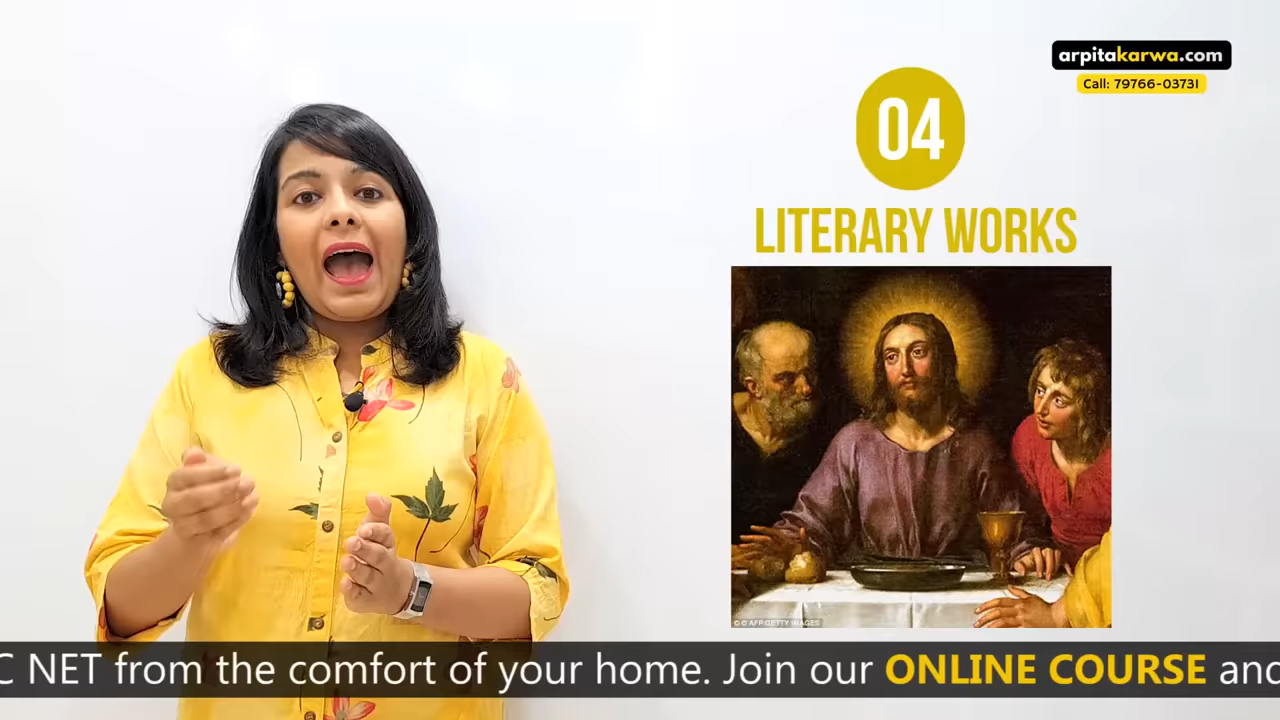 arpitakarwa.com
Call: 79766-03731
04
LITERARY WORKS
© © AFP/GETTY IMAGES
C NET from the comfort of your home. Join our ONLINE COURSE and